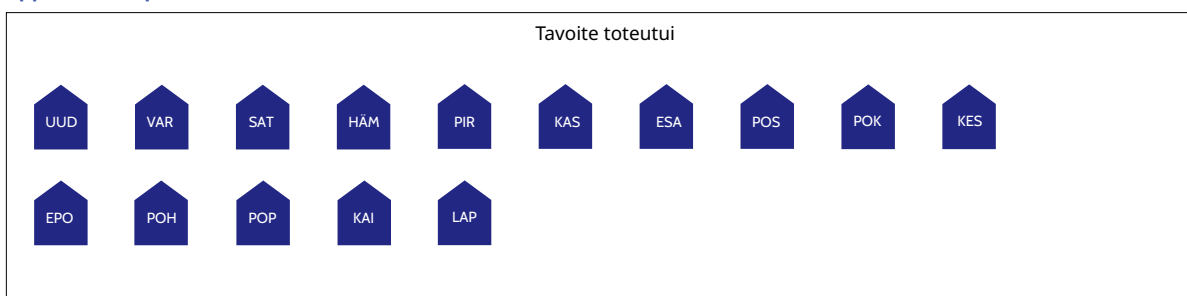 Tavoite toteutui
UUD VAR SAT HÄM PIR KAS ESA POS POK KES
EPO POH POP KAI LAP